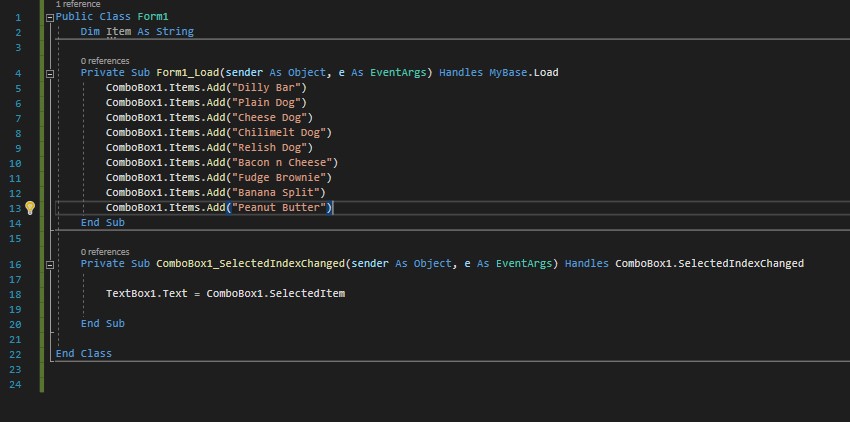 1 reference
1 Public Class Form1
2 Dim Item As String
3
0 references
4 Private Sub Form1_Load(sender As Object, e As EventArgs) Handles MyBase.Load
5 ComboBox1.Items.Add("Dilly Bar")
6 ComboBox1.Items.Add("Plain Dog")
7 ComboBox1.Items.Add("Cheese Dog")
8 ComboBox1.Items.Add("Chilimelt Dog")
9 ComboBox1.Items.Add("Relish Dog")
10 ComboBox1.Items.Add("Bacon n Cheese")
11 ComboBox1.Items.Add("Fudge Brownie")
12 ComboBox1.Items.Add("Banana Split")
13 ComboBox1.Items.Add("Peanut Butter")
14 End Sub
15
0 references
16 Private Sub ComboBox1_SelectedIndexChanged(sender As Object, e As EventArgs) Handles ComboBox1.SelectedIndexChanged
17
18 TextBox1.Text = ComboBox1.SelectedItem
19
20 End Sub
21
22 End Class
23
24